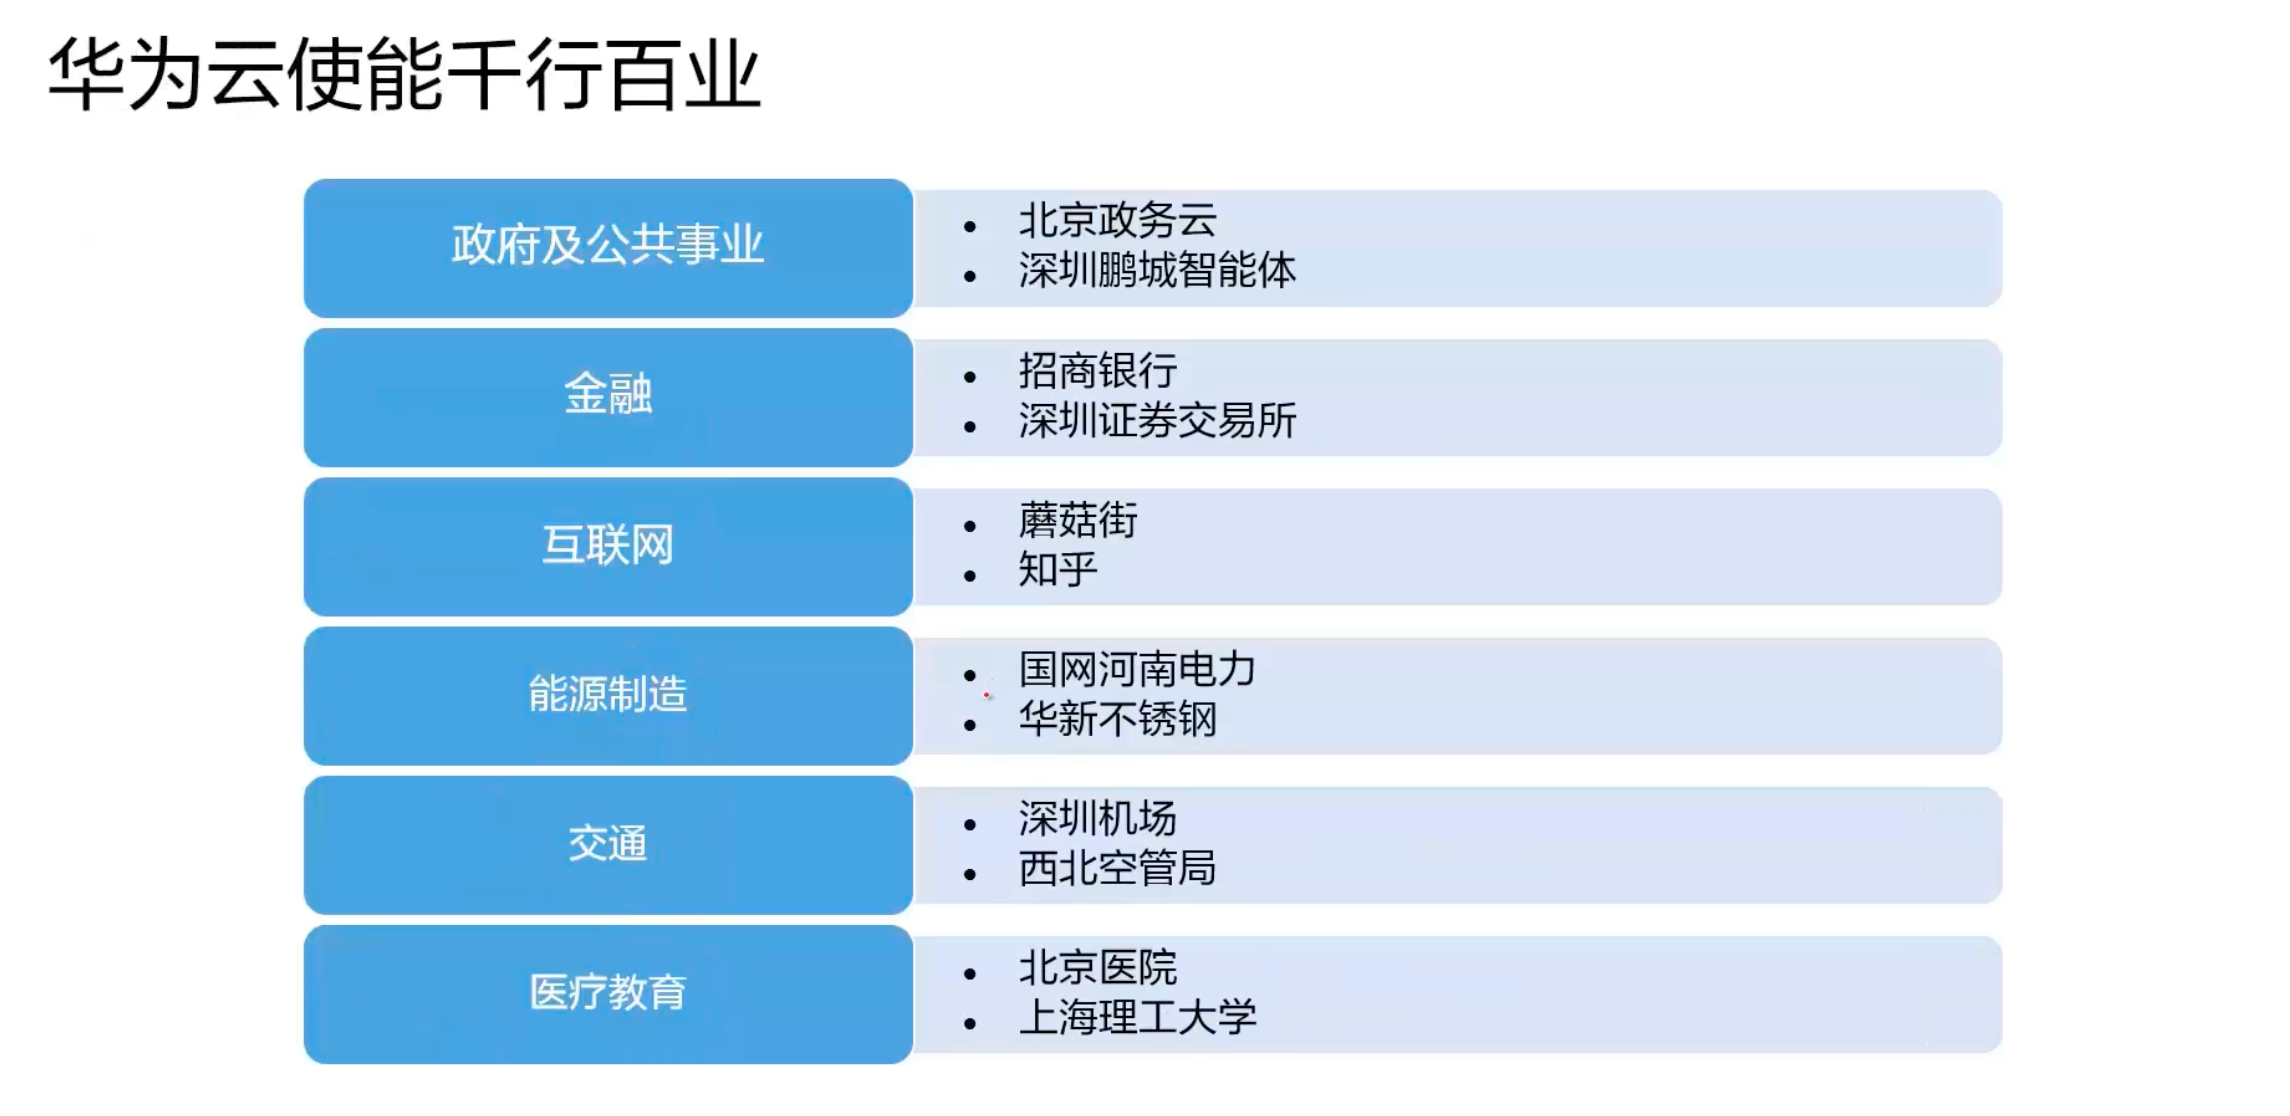 华为云使能千行百业
政府及公共事业
• 北京政务云
• 深圳鹏城智能体
金融
• 招商银行
• 深圳证券交易所
互联网
• 蘑菇街
• 知乎
能源制造
• 国网河南电力
• 华新不锈钢
交通
• 深圳机场
• 西北空管局
医疗教育
• 北京医院
• 上海理工大学